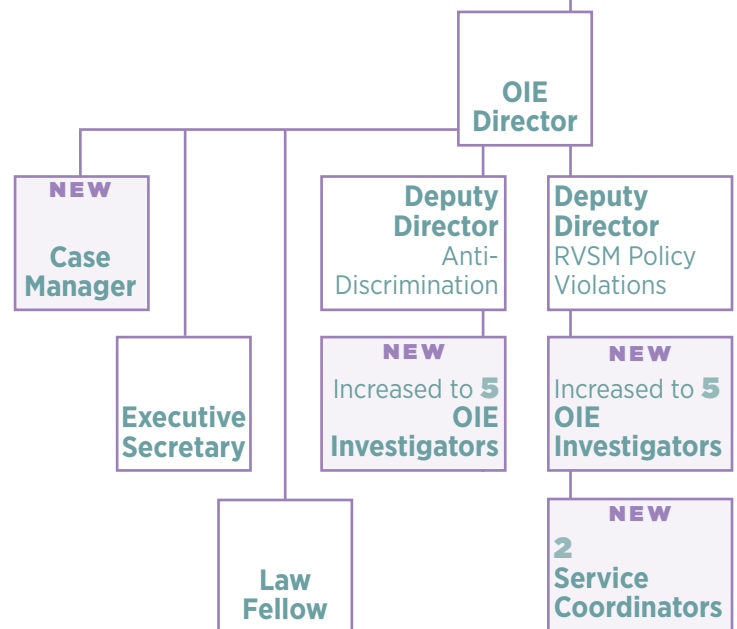 OIE
Director
NEW
Case
Manager
Deputy
Director
Anti-
Discrimination
Deputy
Director
RVSM Policy
Violations
Executive
Secretary
NEW
Increased to 5
OIE
Investigators
NEW
Increased to 5
OIE
Investigators
Law
Fellow
NEW
2
Service
Coordinators